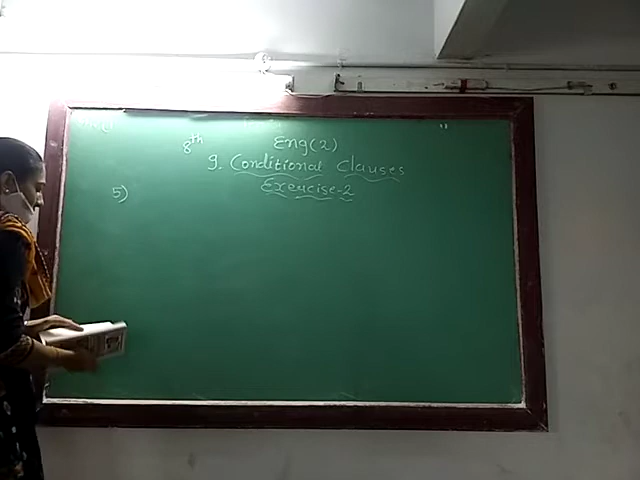 8th Eng(2)
9. Conditional Clauses
Exercise-2
5)